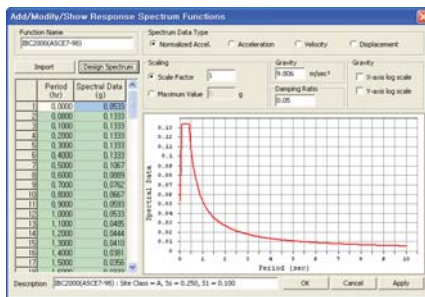 Add/Modify/Show Response Spectrum Functions
Function Name
IBC2000(ASCE7-98)
Import
Design Spectrum
Spectrum Data Type
Normalized Accel.
Acceleration
Velocity
Displacement
Scaling
Scale Factor
1
Maximum Value
g
Gravity
9.806
m/sec²
Damping Ratio
0.05
Gravity
X-axis log scale
Y-axis log scale
Period
(hr)
Spectral Data
(g)
1 0,0000 0,0533
2 0,0800 0,1333
3 0,1000 0,1333
4 0,2000 0,1333
5 0,3000 0,1333
6 0,4000 0,1333
7 0,5000 0,1067
8 0,6000 0,0889
9 0,7000 0,0762
10 0,8000 0,0667
11 0,9000 0,0593
12 1,0000 0,0533
13 1,1000 0,0485
14 1,2000 0,0444
15 1,3000 0,0410
16 1,4000 0,0381
17 1,5000 0,0356
Spectral Data
0.13
0.12
0.11
0.1
0.09
0.08
0.07
0.06
0.05
0.04
0.03
0.02
0.01
0 1 2 3 4 5 6 7 8 9 10
Period (sec)
Description
IBC2000(ASCE7-98) : Site Class = A, Ss = 0.250, S1 = 0.100
OK
Cancel
Apply